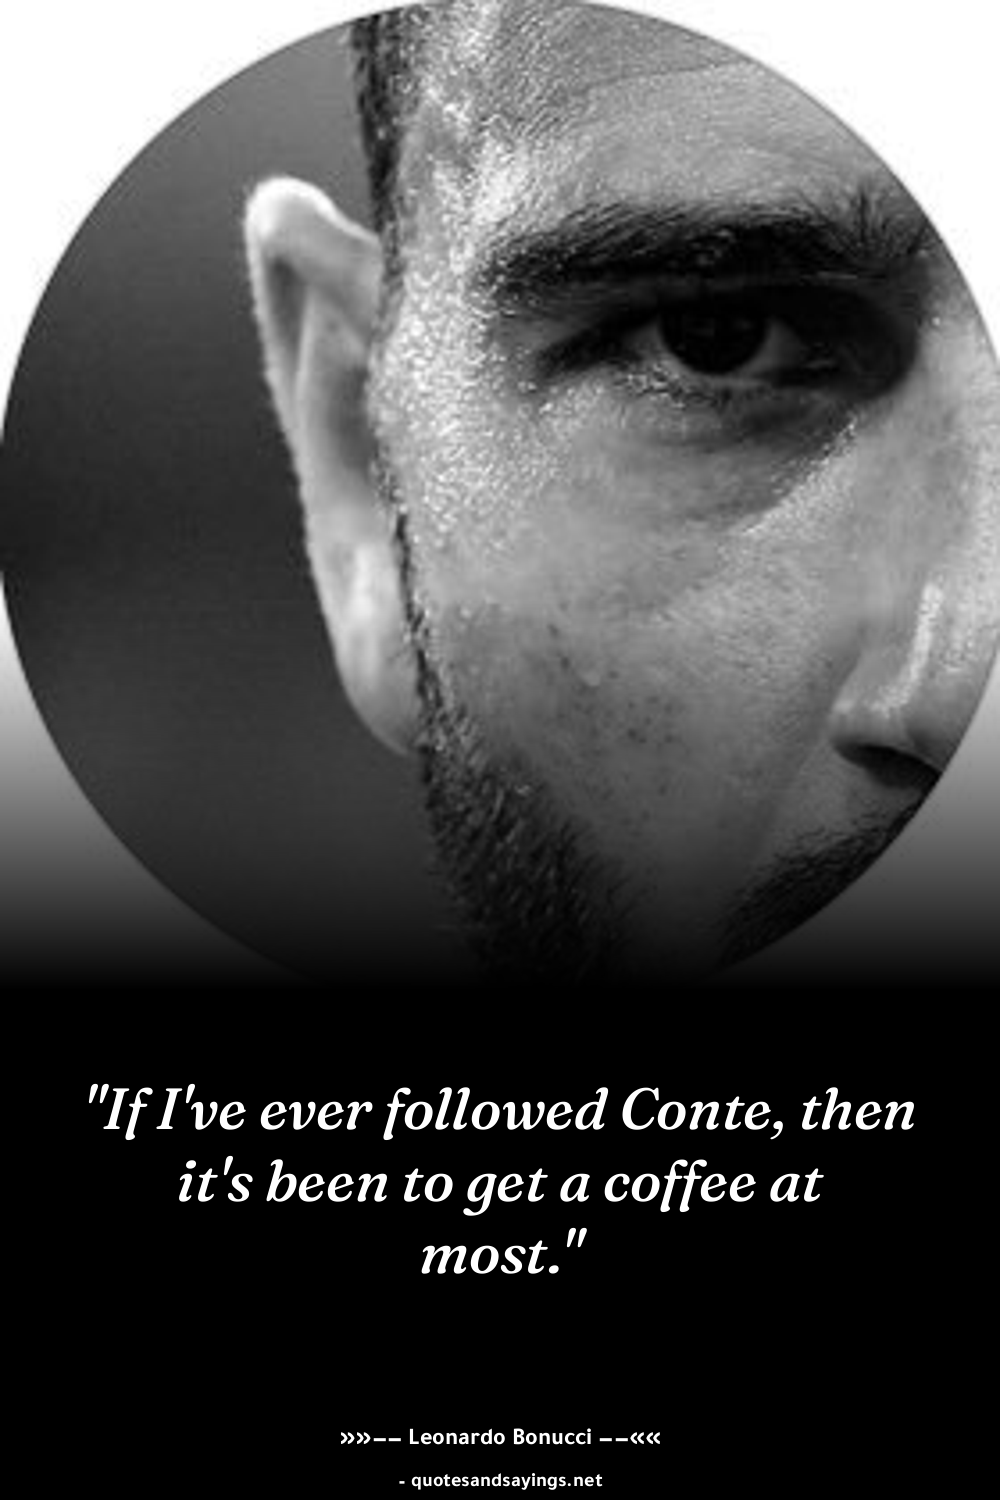 "If I've ever followed Conte, then
it's been to get a coffee at
most."
»»–– Leonardo Bonucci ––««
- quotesandsayings.net